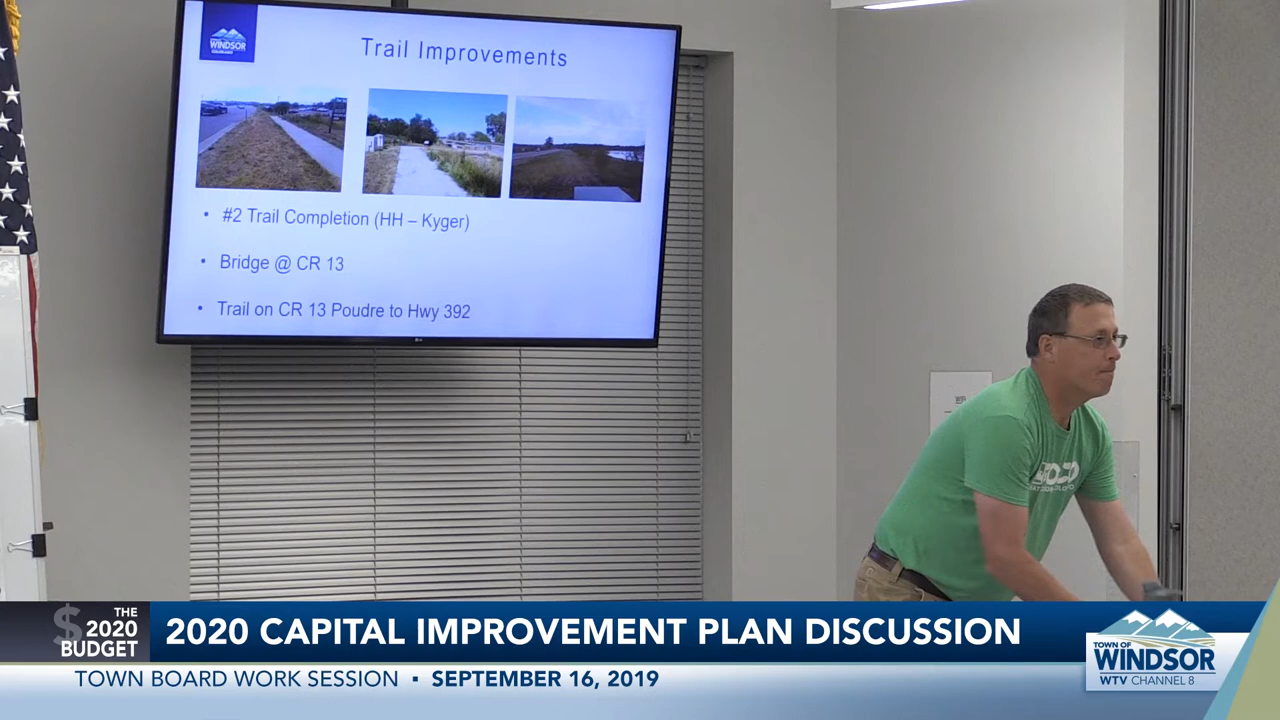 WINDSOR
COLORADO
Trail Improvements
• #2 Trail Completion (HH – Kyger)
• Bridge @ CR 13
• Trail on CR 13 Poudre to Hwy 392
LG
$
THE
2020
BUDGET
2020 CAPITAL IMPROVEMENT PLAN DISCUSSION
TOWN BOARD WORK SESSION ▪ SEPTEMBER 16, 2019
TOWN OF
WINDSOR
WTV CHANNEL 8